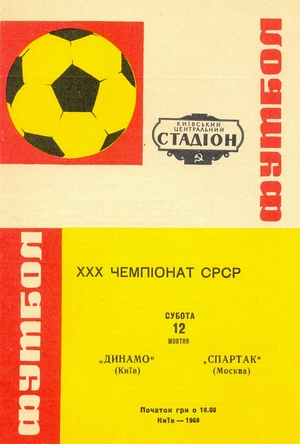 ФУТБОЛ
КИЇВСЬКИЙ
ЦЕНТРАЛЬНИЙ
СТАДІОН
ФУТБОЛ
XXX ЧЕМПІОНАТ СРСР
СУБОТА
12
ЖОВТНЯ
„ДИНАМО“ „СПАРТАК“
(Київ) (Москва)
Початок гри о 18.00
Київ — 1968